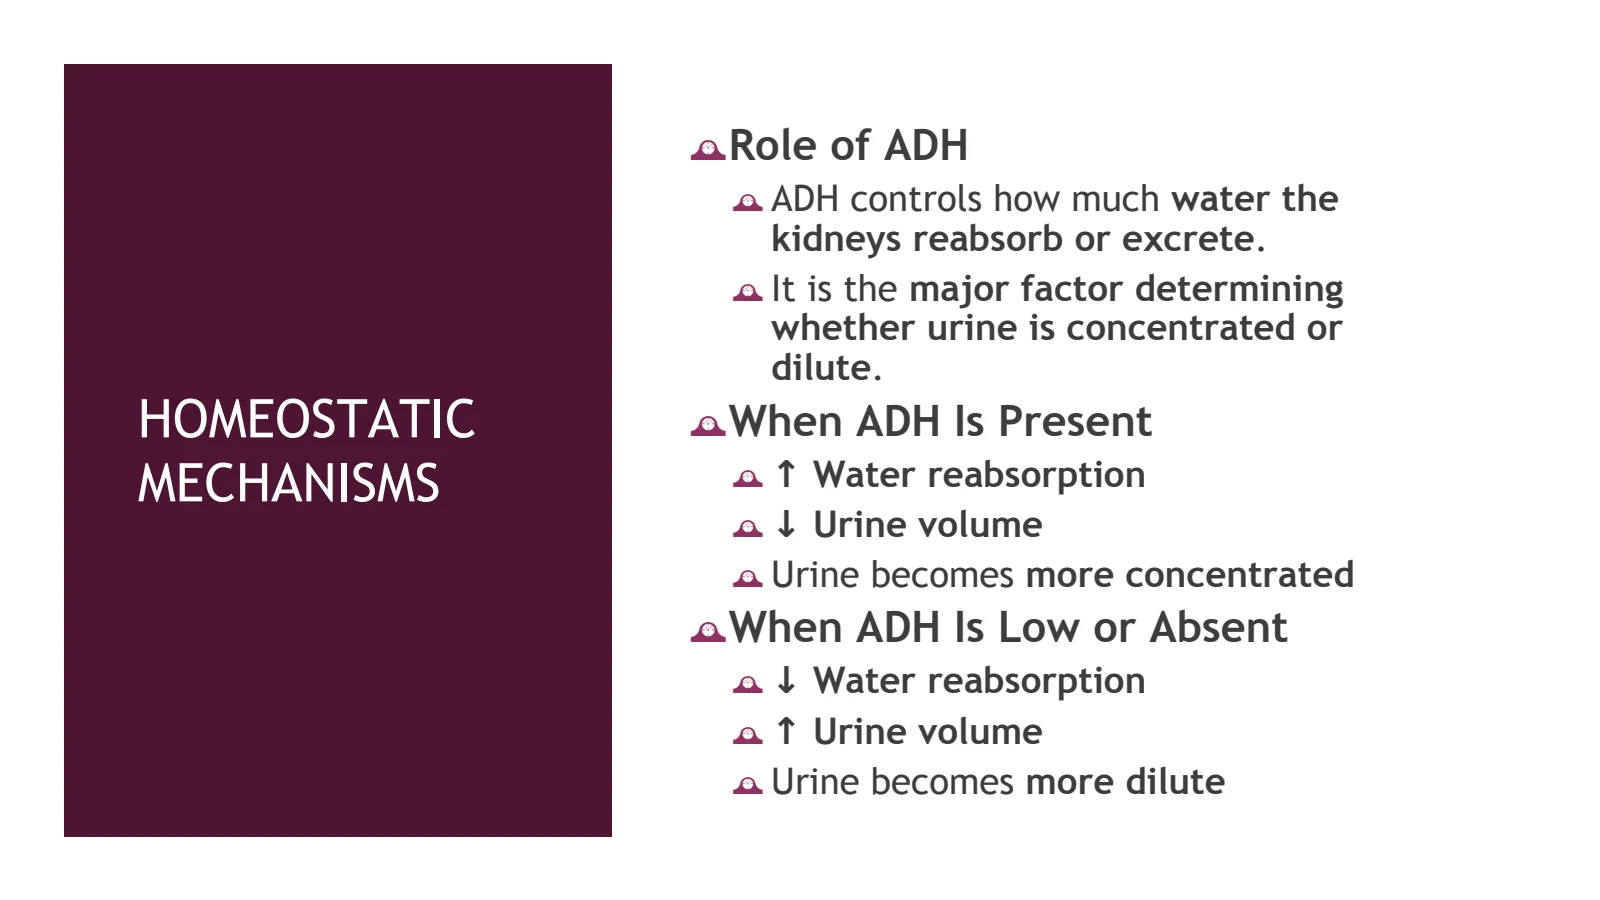 HOMEOSTATIC
MECHANISMS
Role of ADH
ADH controls how much water the
kidneys reabsorb or excrete.
It is the major factor determining
whether urine is concentrated or
dilute.
When ADH Is Present
↑ Water reabsorption
↓ Urine volume
Urine becomes more concentrated
When ADH Is Low or Absent
↓ Water reabsorption
↑ Urine volume
Urine becomes more dilute